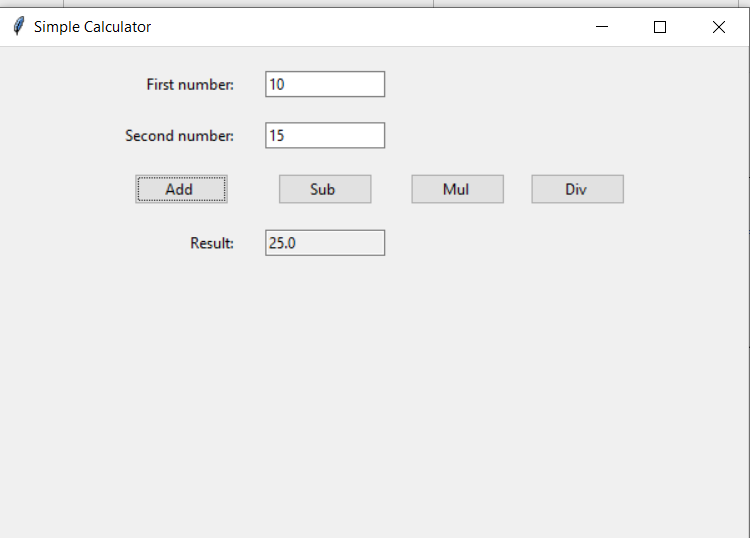 Simple Calculator
First number: 10
Second number: 15
Add Sub Mul Div
Result: 25.0